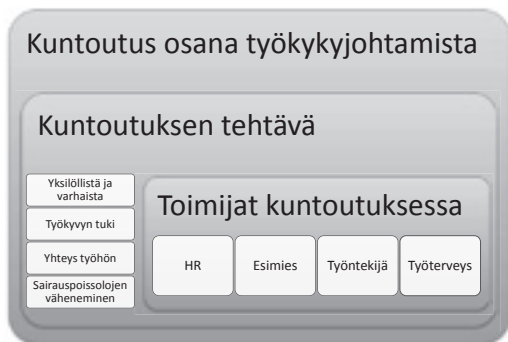 Kuntoutus osana työkykyjohtamista
Kuntoutuksen tehtävä
Yksilöllistä ja
varhaista
Työkyvyn tuki
Yhteys työhön
Sairauspoissolojen
väheneminen
Toimijat kuntoutuksessa
HR
Esimies
Työntekijä
Työterveys